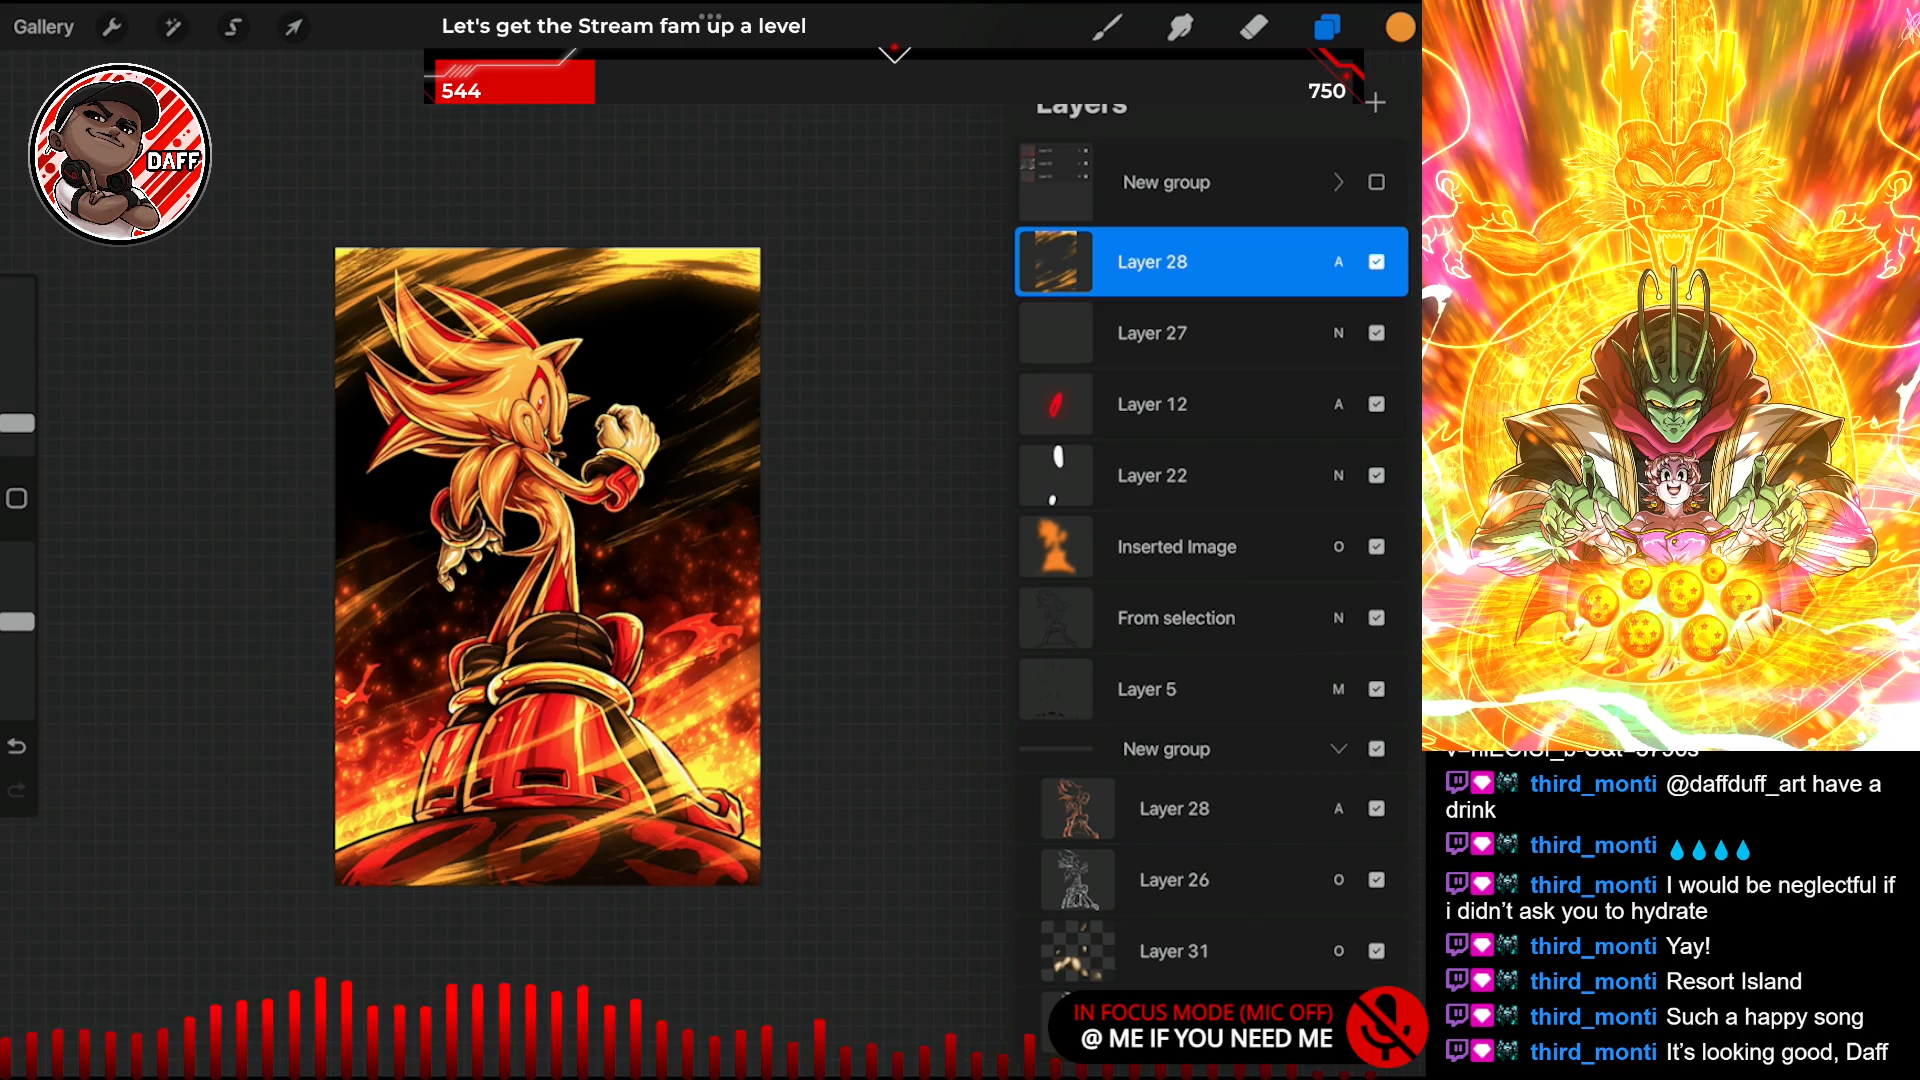 Gallery
Let's get the Stream fam up a level
544
750
DAFF
Layers
New group
Layer 28
A
Layer 27
N
Layer 12
A
Layer 22
N
Inserted Image
O
From selection
N
Layer 5
M
New group
Layer 28
A
Layer 26
O
Layer 31
O
IN FOCUS MODE (MIC OFF)
@ ME IF YOU NEED ME
third_monti @daffduff_art have a
drink
third_monti
third_monti I would be neglectful if
i didn't ask you to hydrate
third_monti Yay!
third_monti Resort Island
third_monti Such a happy song
third_monti It's looking good, Daff